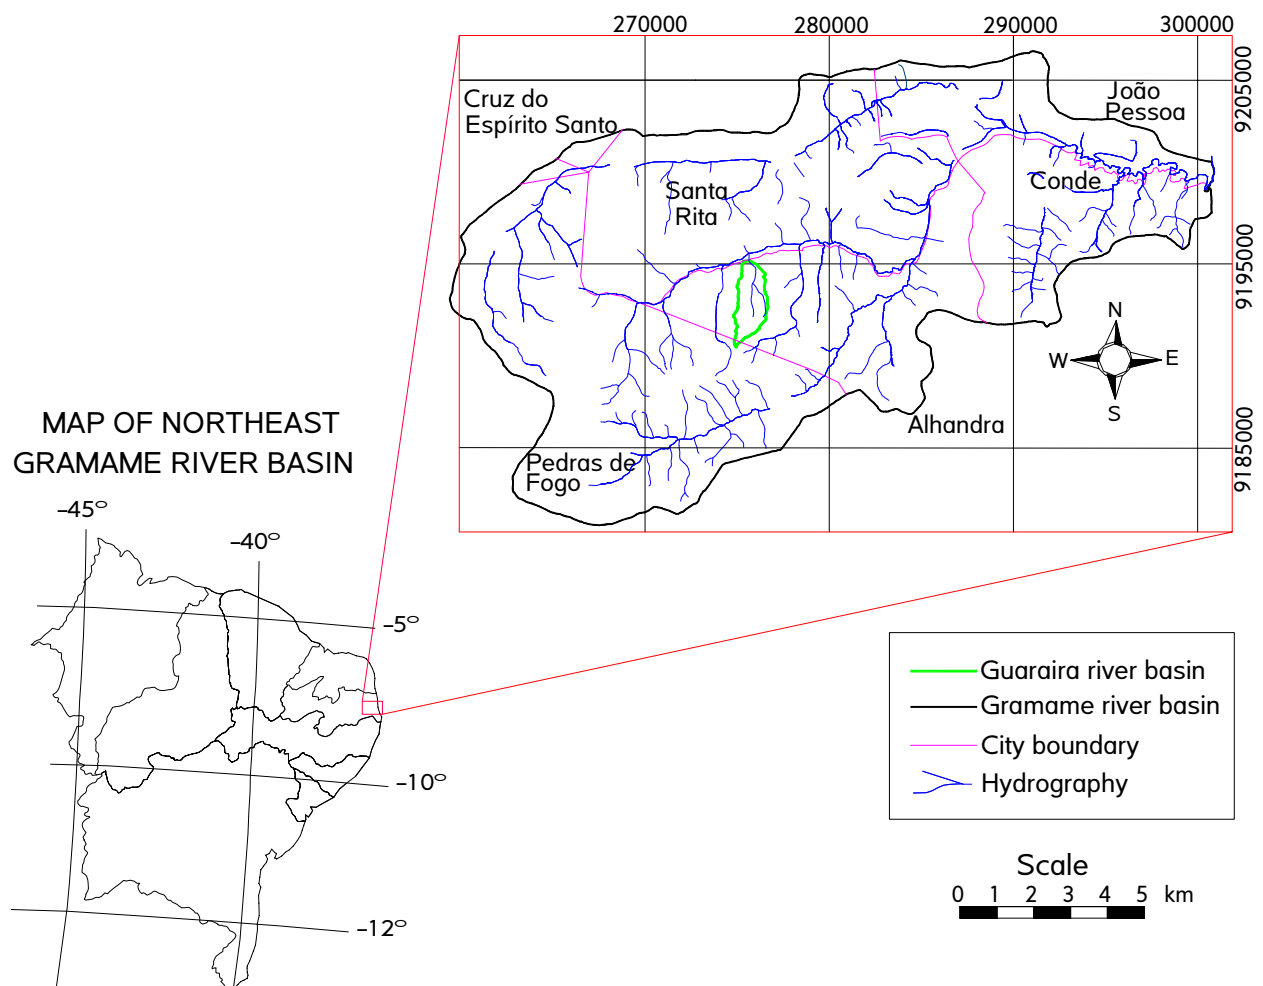 270000 280000 290000 300000
9205000
9195000
9185000
Cruz do
Espírito Santo
João
Pessoa
Santa
Rita
Conde
N
W E
S
Alhandra
Pedras de
Fogo
MAP OF NORTHEAST
GRAMAME RIVER BASIN
-45°
-40°
-5°
-10°
-12°
Guaraira river basin
Gramame river basin
City boundary
Hydrography
Scale
0 1 2 3 4 5 km